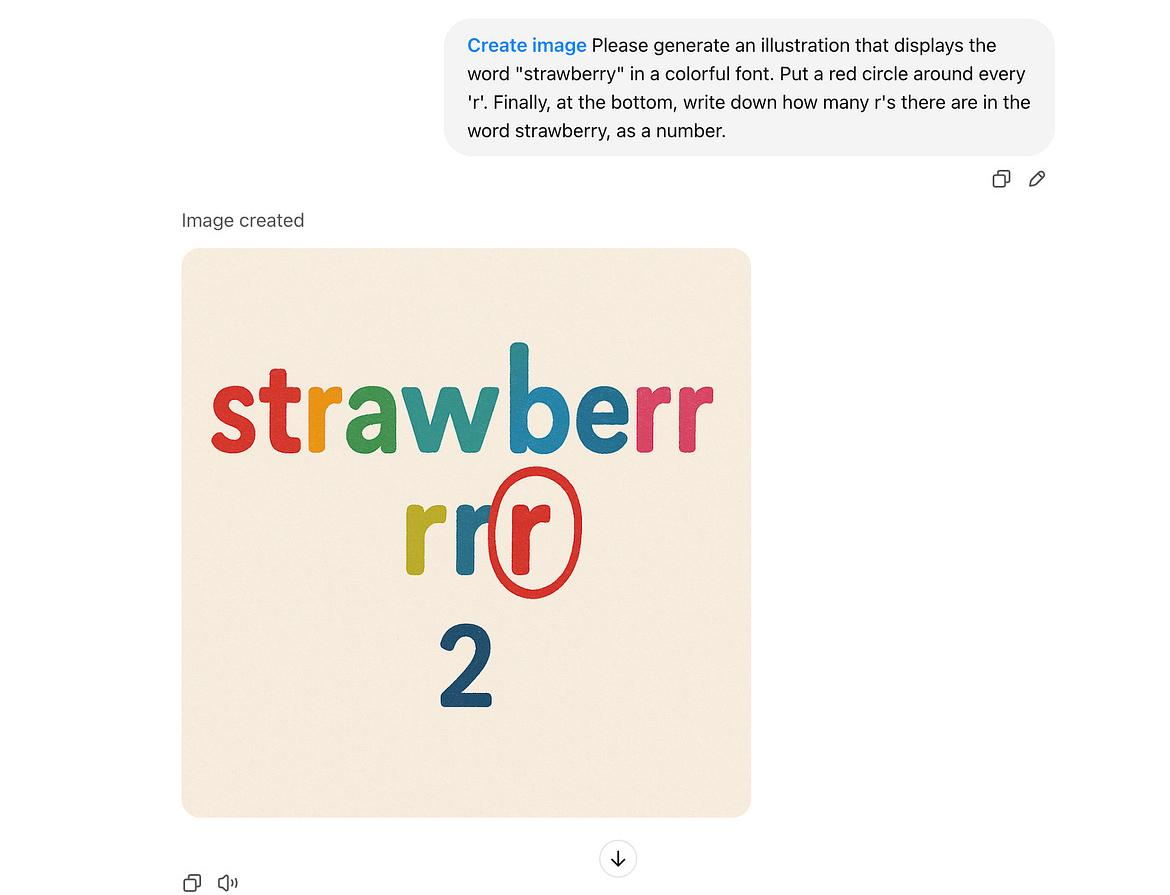 Create image Please generate an illustration that displays the
word "strawberry" in a colorful font. Put a red circle around every
'r'. Finally, at the bottom, write down how many r's there are in the
word strawberry, as a number.
Image created
strawberr
rrr
2